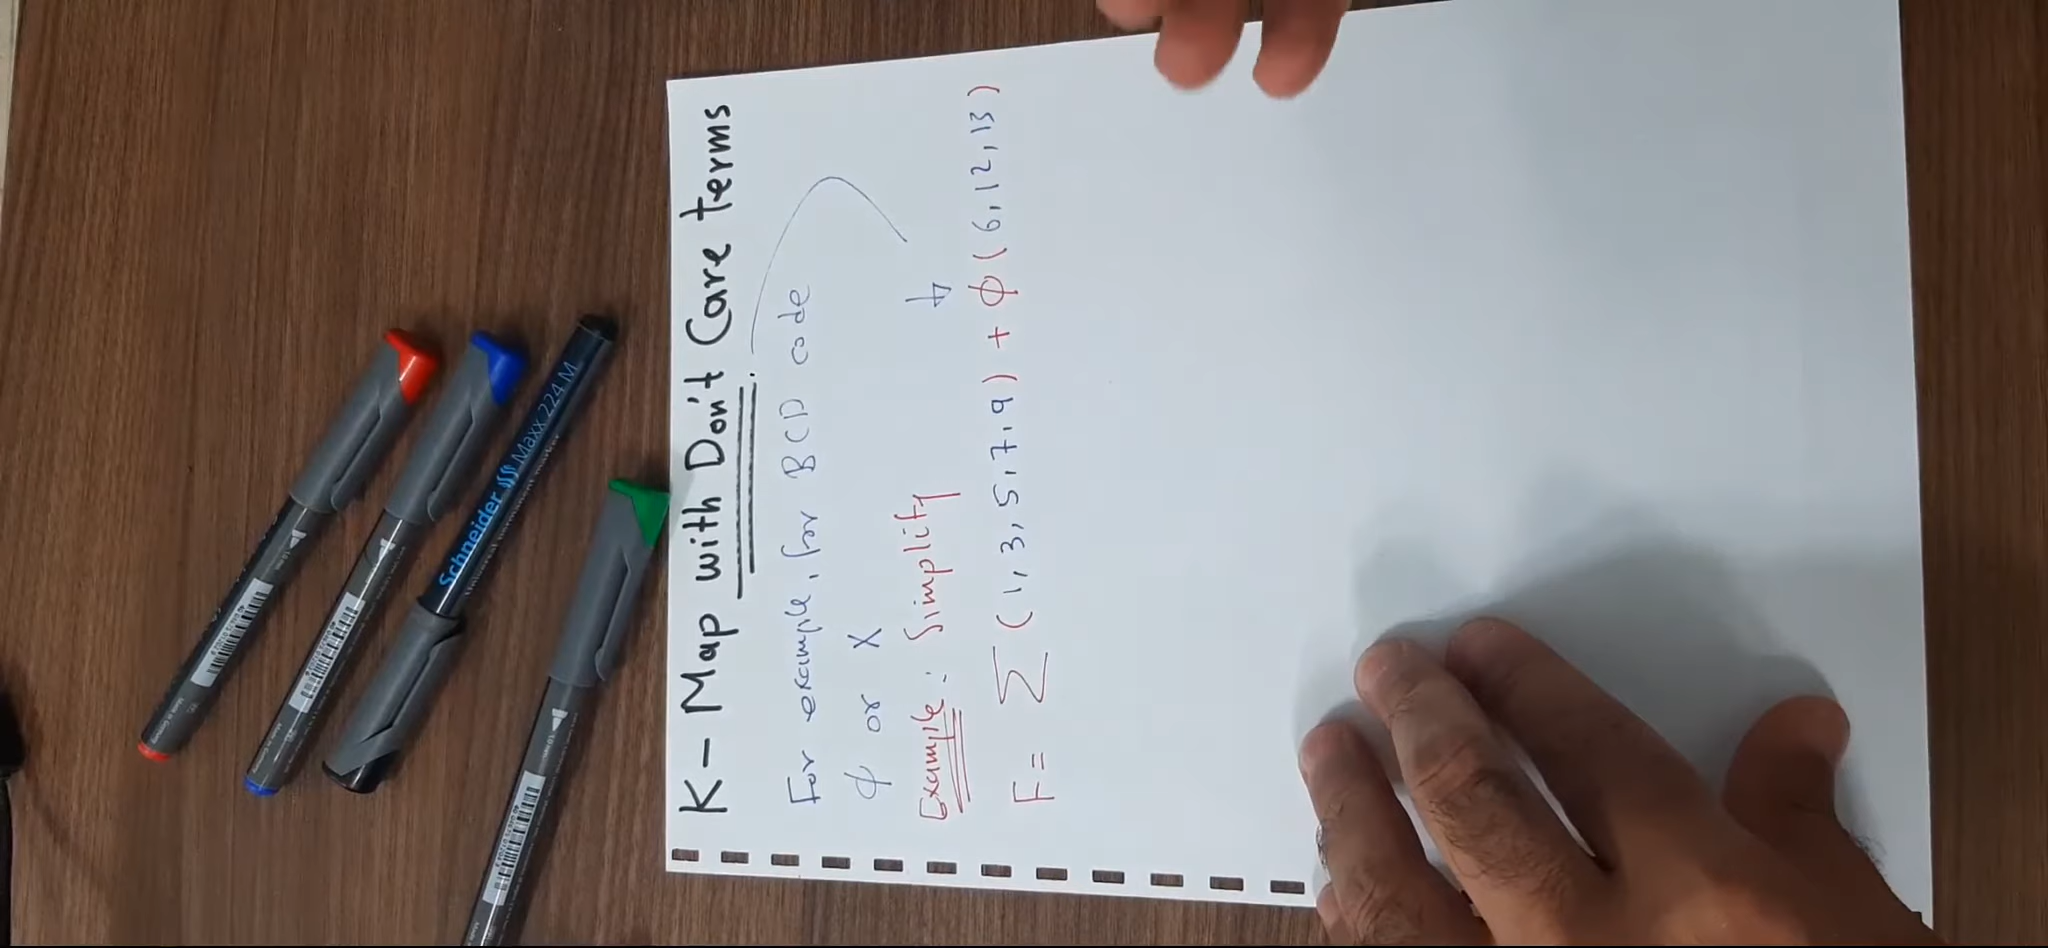 K-Map with Don't Care terms
For example, for BCD code
ϕ or X
Example: Simplify
F= ∑ (1,3,5,7,9) + ϕ (6,12,13)
Schneider Maxx 224 M